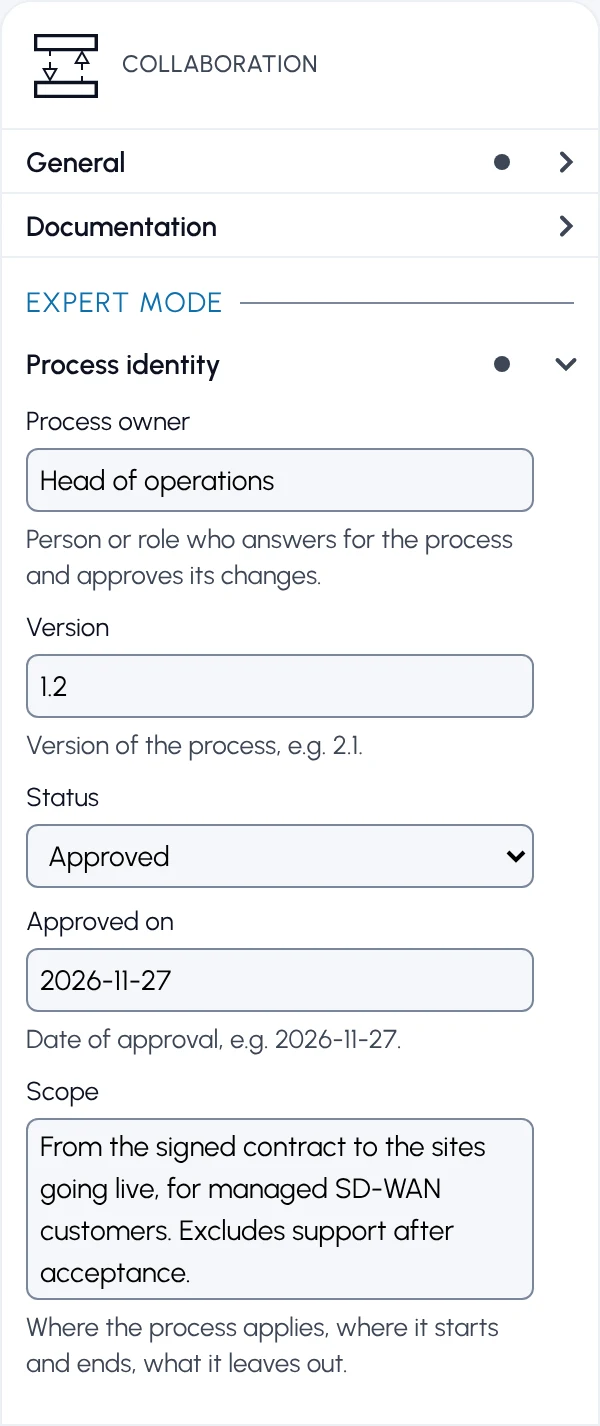 COLLABORATION
General
Documentation
EXPERT MODE
Process identity
Process owner
Head of operations
Person or role who answers for the process
and approves its changes.
Version
1.2
Version of the process, e.g. 2.1.
Status
Approved
Approved on
2026-11-27
Date of approval, e.g. 2026-11-27.
Scope
From the signed contract to the sites
going live, for managed SD-WAN
customers. Excludes support after
acceptance.
Where the process applies, where it starts
and ends, what it leaves out.